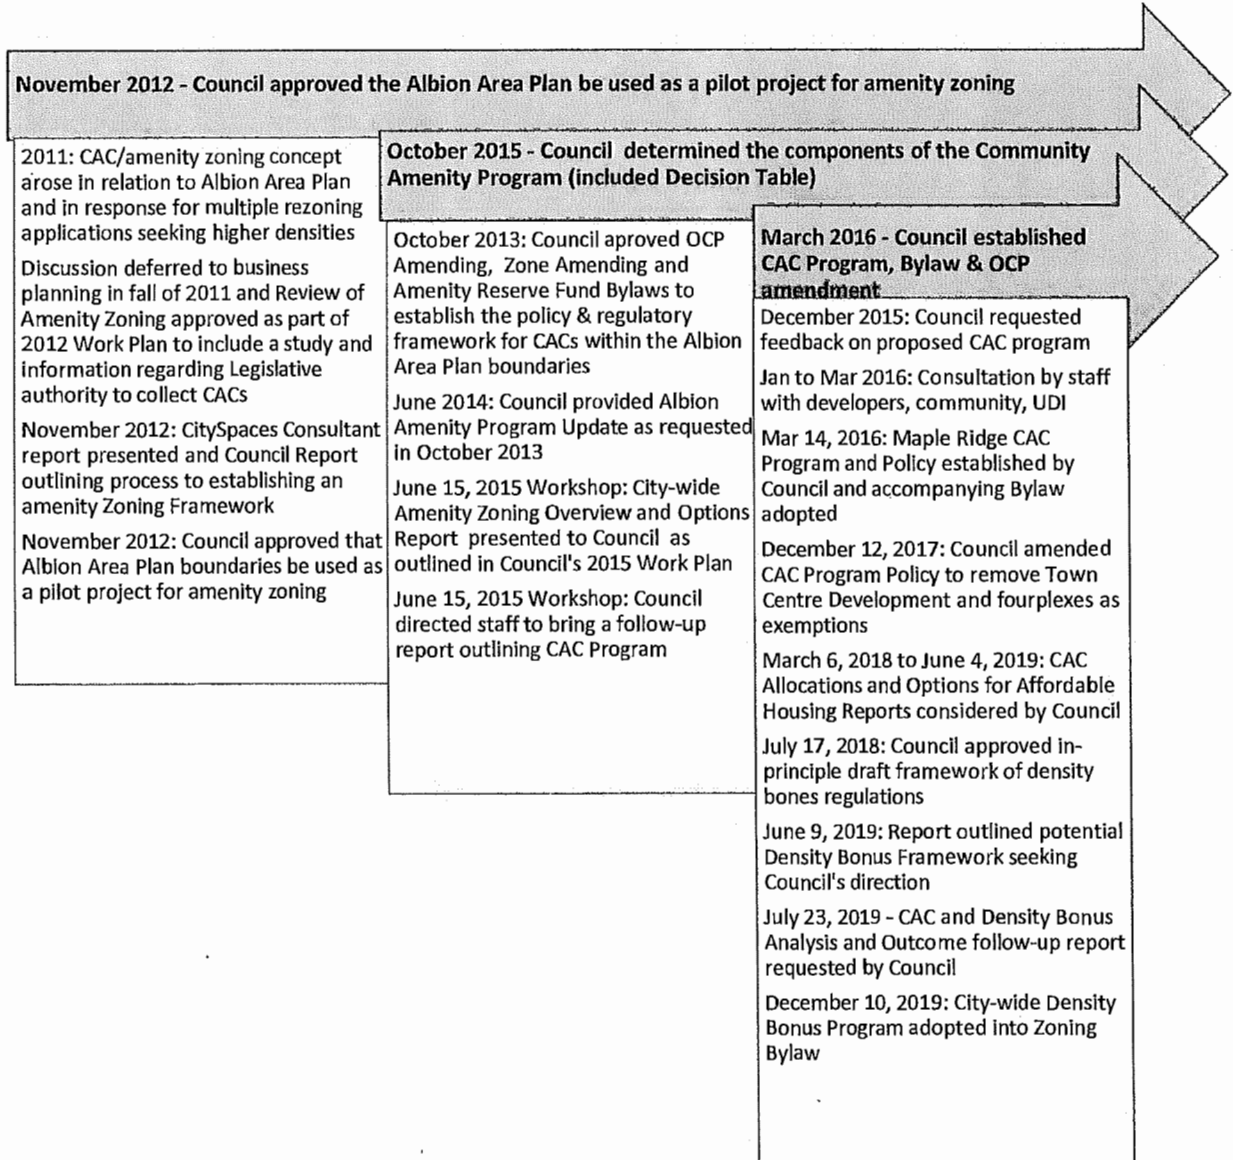 November 2012 - Council approved the Albion Area Plan be used as a pilot project for amenity zoning
2011: CAC/amenity zoning concept
arose in relation to Albion Area Plan
and in response for multiple rezoning
applications seeking higher densities
Discussion deferred to business
planning in fall of 2011 and Review of
Amenity Zoning approved as part of
2012 Work Plan to include a study and
information regarding Legislative
authority to collect CACs
November 2012: CitySpaces Consultant
report presented and Council Report
outlining process to establishing an
amenity Zoning Framework
November 2012: Council approved that
Albion Area Plan boundaries be used as
a pilot project for amenity zoning
October 2015 - Council determined the components of the Community
Amenity Program (included Decision Table)
October 2013: Council aproved OCP
Amending, Zone Amending and
Amenity Reserve Fund Bylaws to
establish the policy & regulatory
framework for CACs within the Albion
Area Plan boundaries
June 2014: Council provided Albion
Amenity Program Update as requested
in October 2013
June 15, 2015 Workshop: City-wide
Amenity Zoning Overview and Options
Report presented to Council as
outlined in Council's 2015 Work Plan
June 15, 2015 Workshop: Council
directed staff to bring a follow-up
report outlining CAC Program
March 2016 - Council established
CAC Program, Bylaw & OCP
amendment
December 2015: Council requested
feedback on proposed CAC program
Jan to Mar 2016: Consultation by staff
with developers, community, UDI
Mar 14, 2016: Maple Ridge CAC
Program and Policy established by
Council and accompanying Bylaw
adopted
December 12, 2017: Council amended
CAC Program Policy to remove Town
Centre Development and fourplexes as
exemptions
March 6, 2018 to June 4, 2019: CAC
Allocations and Options for Affordable
Housing Reports considered by Council
July 17, 2018: Council approved in-
principle draft framework of density
bones regulations
June 9, 2019: Report outlined potential
Density Bonus Framework seeking
Council's direction
July 23, 2019 - CAC and Density Bonus
Analysis and Outcome follow-up report
requested by Council
December 10, 2019: City-wide Density
Bonus Program adopted into Zoning
Bylaw